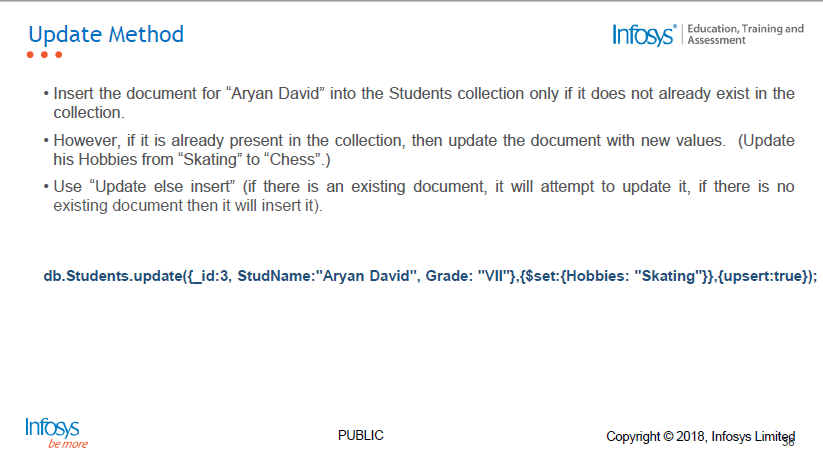 Update Method
Infosys® | Education, Training and
Assessment
• Insert the document for “Aryan David” into the Students collection only if it does not already exist in the
collection.
• However, if it is already present in the collection, then update the document with new values.  (Update
his Hobbies from “Skating” to “Chess”.)
• Use “Update else insert” (if there is an existing document, it will attempt to update it, if there is no
existing document then it will insert it).
db.Students.update({_id:3, StudName:"Aryan David", Grade: "VII"},{$set:{Hobbies: "Skating"}},{upsert:true});
Infosys
be more
PUBLIC
Copyright © 2018, Infosys Limited
36